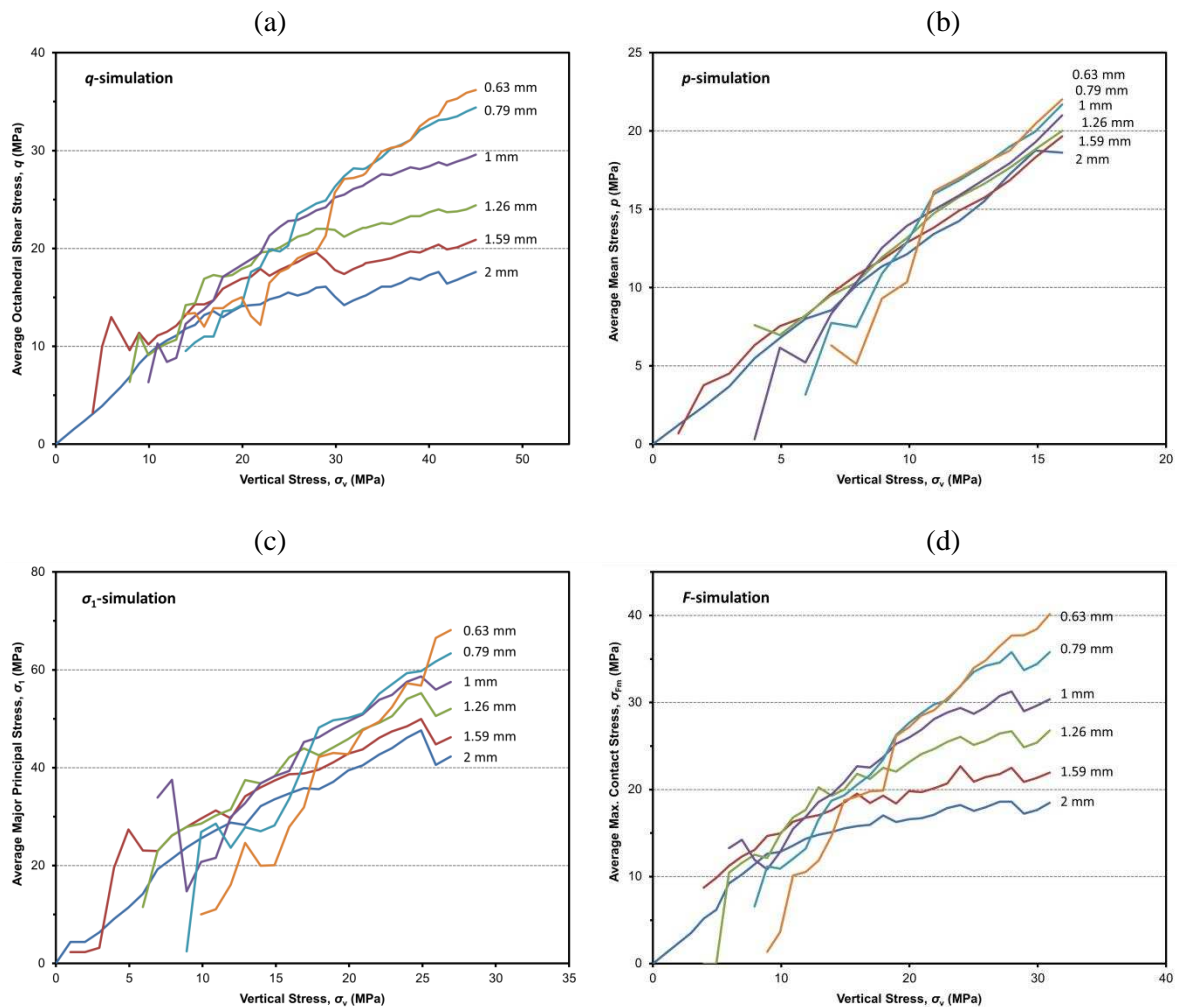 (a)
q-simulation
Average Octahedral Shear Stress, q (MPa)
40
30
20
10
0
0.63 mm
0.79 mm
1 mm
1.26 mm
1.59 mm
2 mm
0 10 20 30 40 50
Vertical Stress, σv (MPa)
(b)
p-simulation
Average Mean Stress, p (MPa)
25
20
15
10
5
0
0.63 mm
0.79 mm
1 mm
1.26 mm
1.59 mm
2 mm
0 5 10 15 20
Vertical Stress, σv (MPa)
(c)
σ1-simulation
Average Major Principal Stress, σ1 (MPa)
80
60
40
20
0
0.63 mm
0.79 mm
1 mm
1.26 mm
1.59 mm
2 mm
0 5 10 15 20 25 30 35
Vertical Stress, σv (MPa)
(d)
F-simulation
Average Max. Contact Stress, σFm (MPa)
40
30
20
10
0
0.63 mm
0.79 mm
1 mm
1.26 mm
1.59 mm
2 mm
0 10 20 30 40
Vertical Stress, σv (MPa)